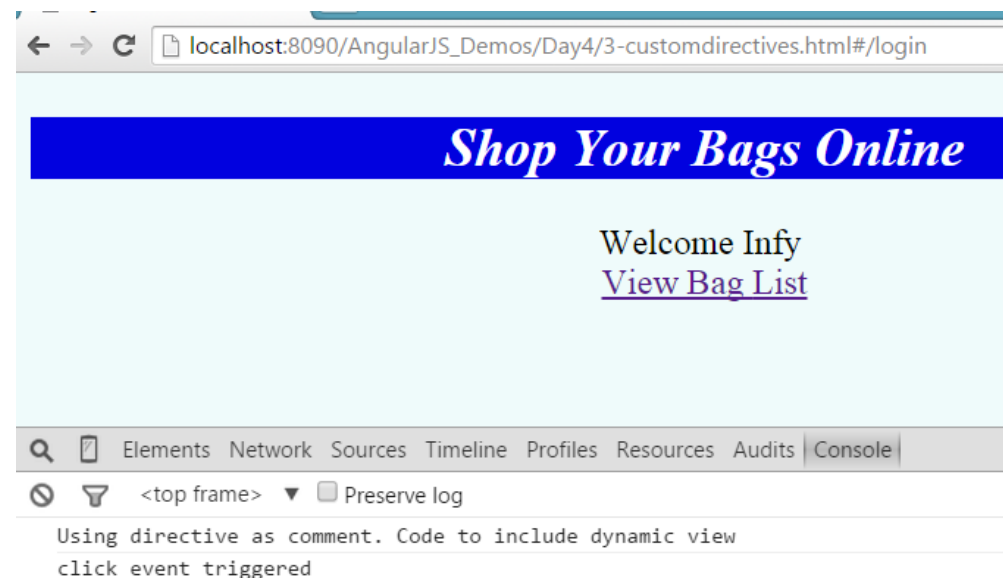 localhost:8090/AngularJS_Demos/Day4/3-customdirectives.html#/login
Shop Your Bags Online
Welcome Infy
View Bag List
Elements Network Sources Timeline Profiles Resources Audits Console
<top frame> ▼ Preserve log
Using directive as comment. Code to include dynamic view
click event triggered